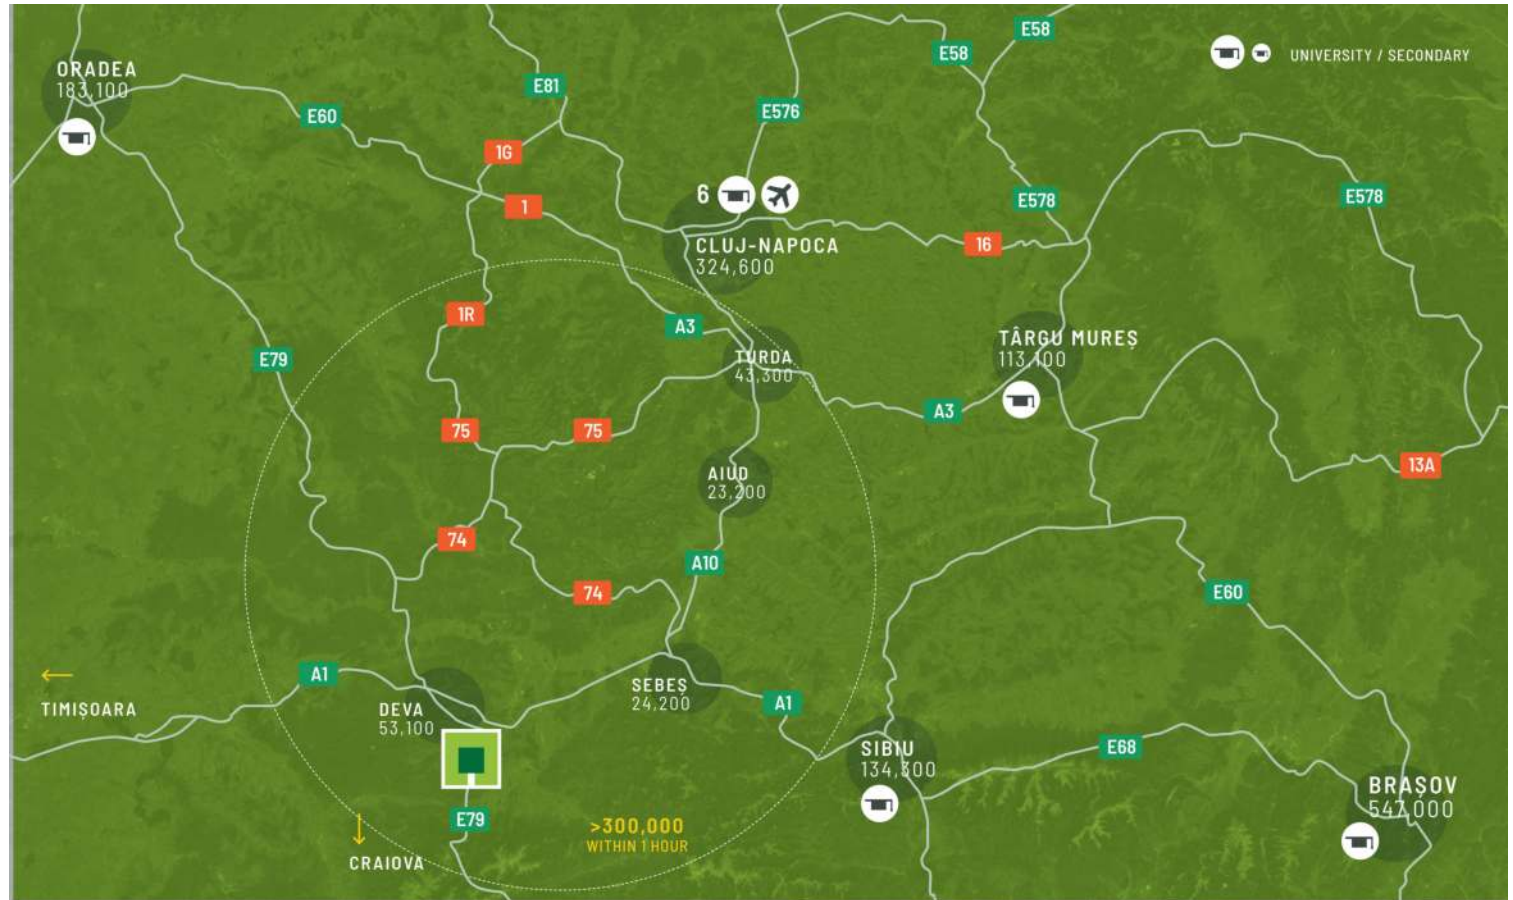 ORADEA
183,100
E60
E81
1G
1
E576
E58
E58
UNIVERSITY / SECONDARY
E578
E578
6
CLUJ-NAPOCA
324,600
16
1R
E79
A3
TURDA
43,300
TÂRGU MUREȘ
113,100
A3
75
75
13A
AIUD
23,200
74
A10
74
E60
A1
TIMIȘOARA
DEVA
53,100
SEBEȘ
24,200
A1
SIBIU
134,300
E68
BRAȘOV
547,000
E79
>300,000
WITHIN 1 HOUR
CRAIOVA